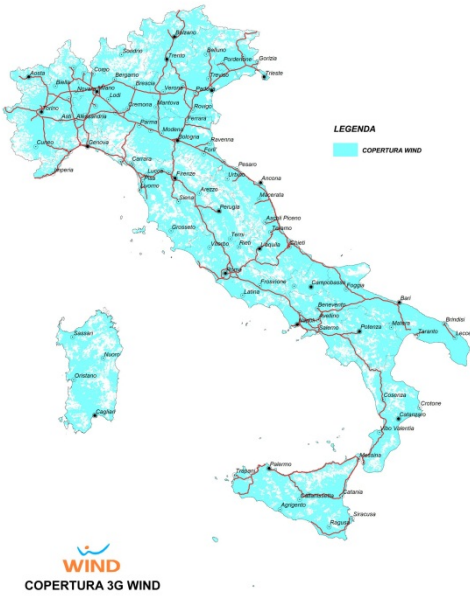 Bolzano
Sondrio
Belluno
Gorizia
Trento
Pordenone
Trieste
Aosta
Como
Bergamo
Treviso
Biella
Brescia
Verona
Padova
Novara
Milano
Lodi
Torino
Cremona
Mantova
Rovigo
Asti
Alessandria
Parma
Ferrara
Modena
Cuneo
Genova
Bologna
Ravenna
Forlì
Imperia
Carrara
Pesaro
Lucca
Firenze
Urbino
Pisa
Ancona
Livorno
Arezzo
Macerata
Siena
Perugia
Ascoli Piceno
Grosseto
Teramo
Terni
Viterbo
Rieti
L'aquila
Chieti
Roma
Frosinone
Campobasso
Latina
Foggia
Benevento
Bari
Napoli
Avellino
Salerno
Potenza
Matera
Brindisi
Taranto
Lecce
Sassari
Nuoro
Oristano
Cagliari
Cozenza
Crotone
Catanzaro
Vibo Valentia
Messina
Palermo
Trapani
Caltanissetta
Catania
Agrigento
Siracusa
Ragusa
LEGENDA
COPERTURA WIND
WIND
COPERTURA 3G WIND